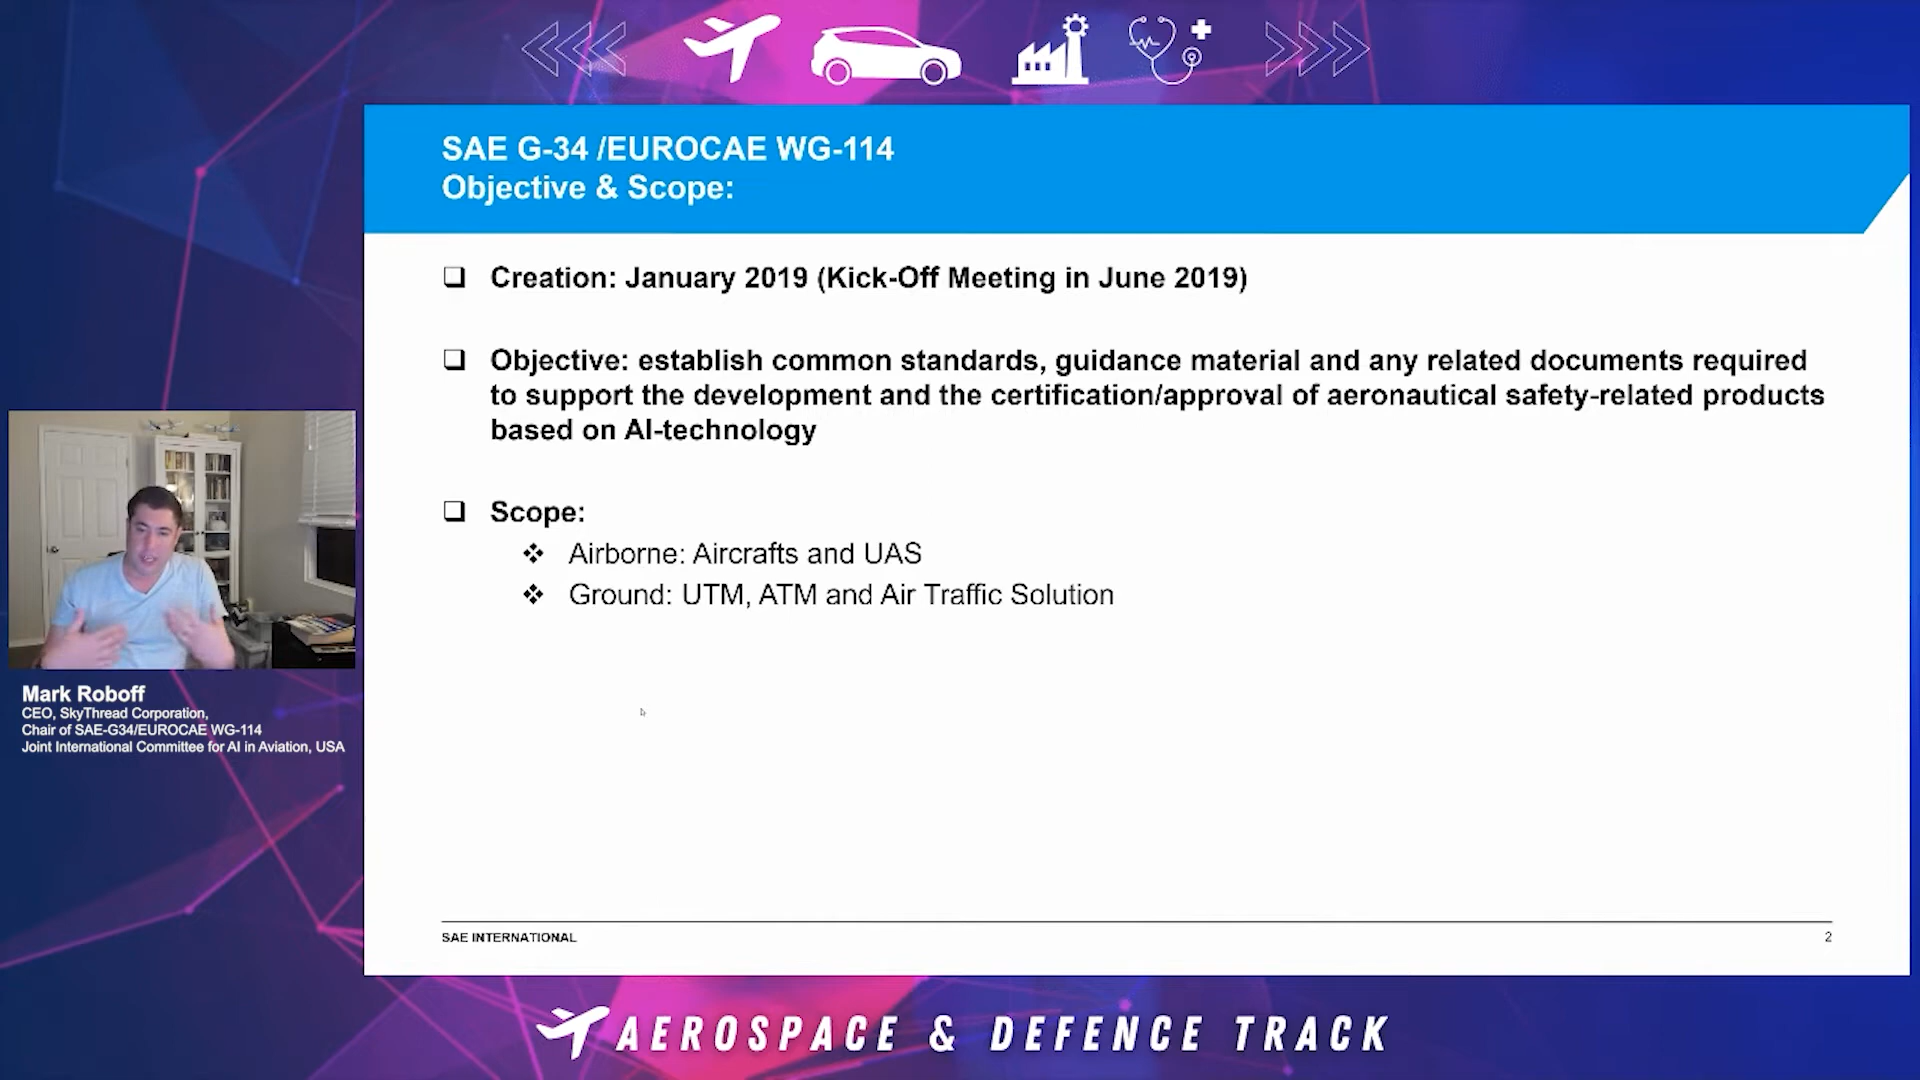 SAE G-34 /EUROCAE WG-114
Objective & Scope:
Creation: January 2019 (Kick-Off Meeting in June 2019)
Objective: establish common standards, guidance material and any related documents required
to support the development and the certification/approval of aeronautical safety-related products
based on AI-technology
Scope:
Airborne: Aircrafts and UAS
Ground: UTM, ATM and Air Traffic Solution
SAE INTERNATIONAL
2
Mark Roboff
CEO, SkyThread Corporation,
Chair of SAE-G34/EUROCAE WG-114
Joint International Committee for AI in Aviation, USA
AEROSPACE & DEFENCE TRACK